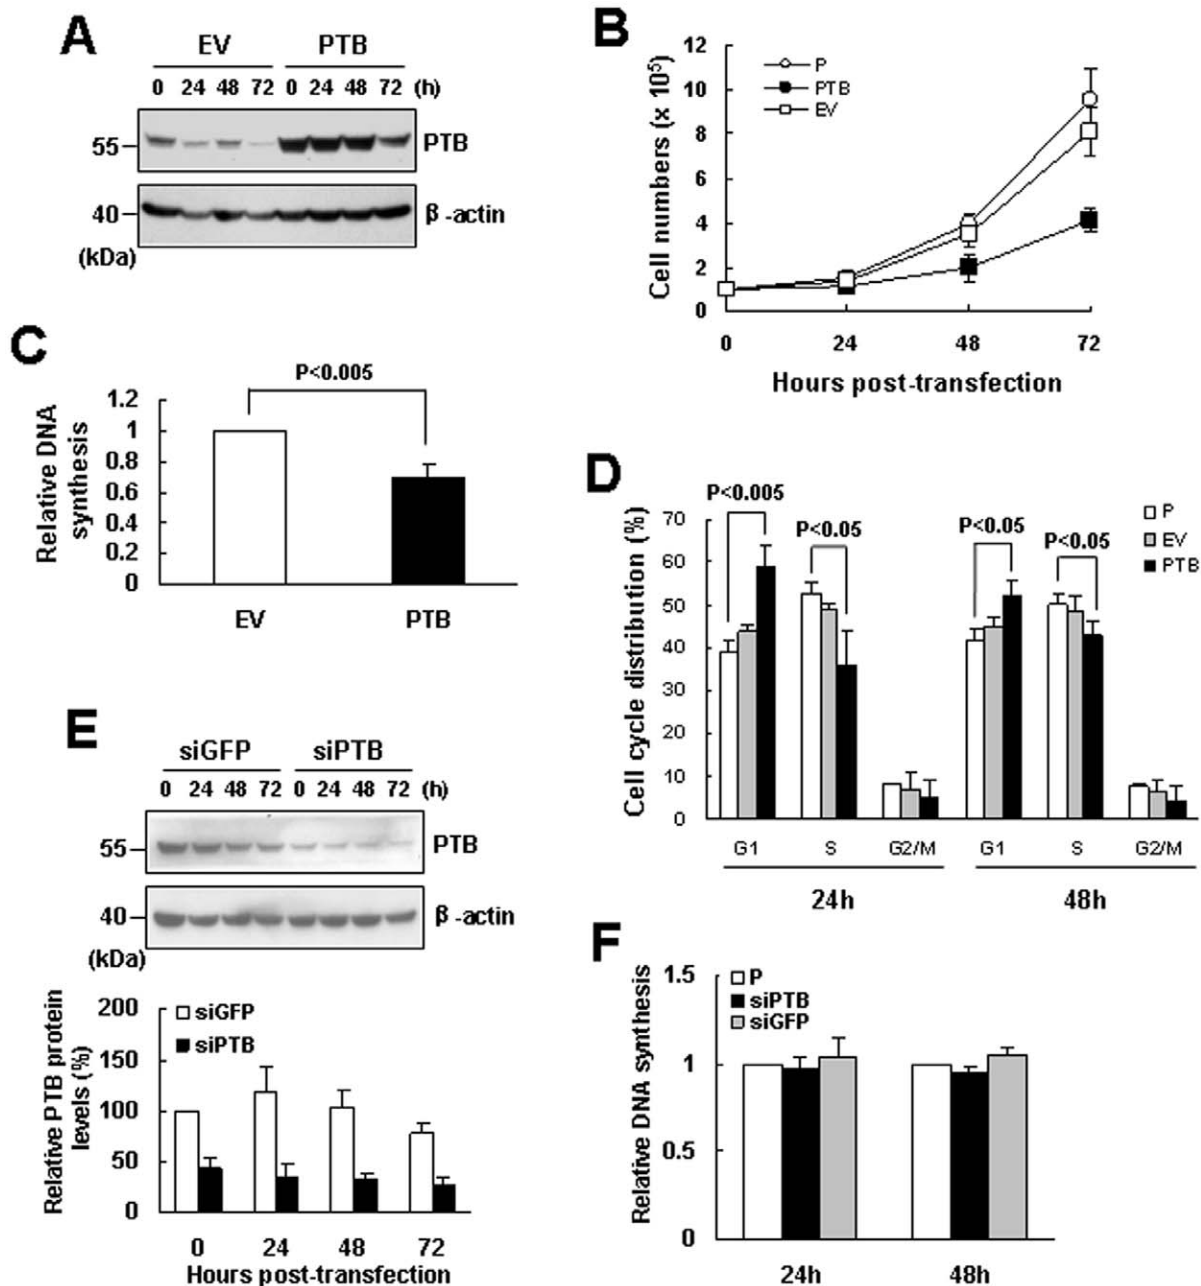 A
EV PTB
0 24 48 72 0 24 48 72 (h)
55 PTB
40 β-actin
(kDa)
B
Cell numbers (x 10⁵)
12
10
8
6
4
2
0
P
PTB
EV
0 24 48 72
Hours post-transfection
C
P<0.005
Relative DNA
synthesis
1.2
1
0.8
0.6
0.4
0.2
0
EV PTB
D
Cell cycle distribution (%)
70
60
50
40
30
20
10
0
P<0.005
P<0.05
P<0.05
P<0.05
P
EV
PTB
G1 S G2/M G1 S G2/M
24h 48h
E
siGFP siPTB
0 24 48 72 0 24 48 72 (h)
55 PTB
40 β-actin
(kDa)
Relative PTB protein
levels (%)
200
150
100
50
0
siGFP
siPTB
0 24 48 72
Hours post-transfection
F
Relative DNA synthesis
1.5
1
0.5
0
P
siPTB
siGFP
24h 48h